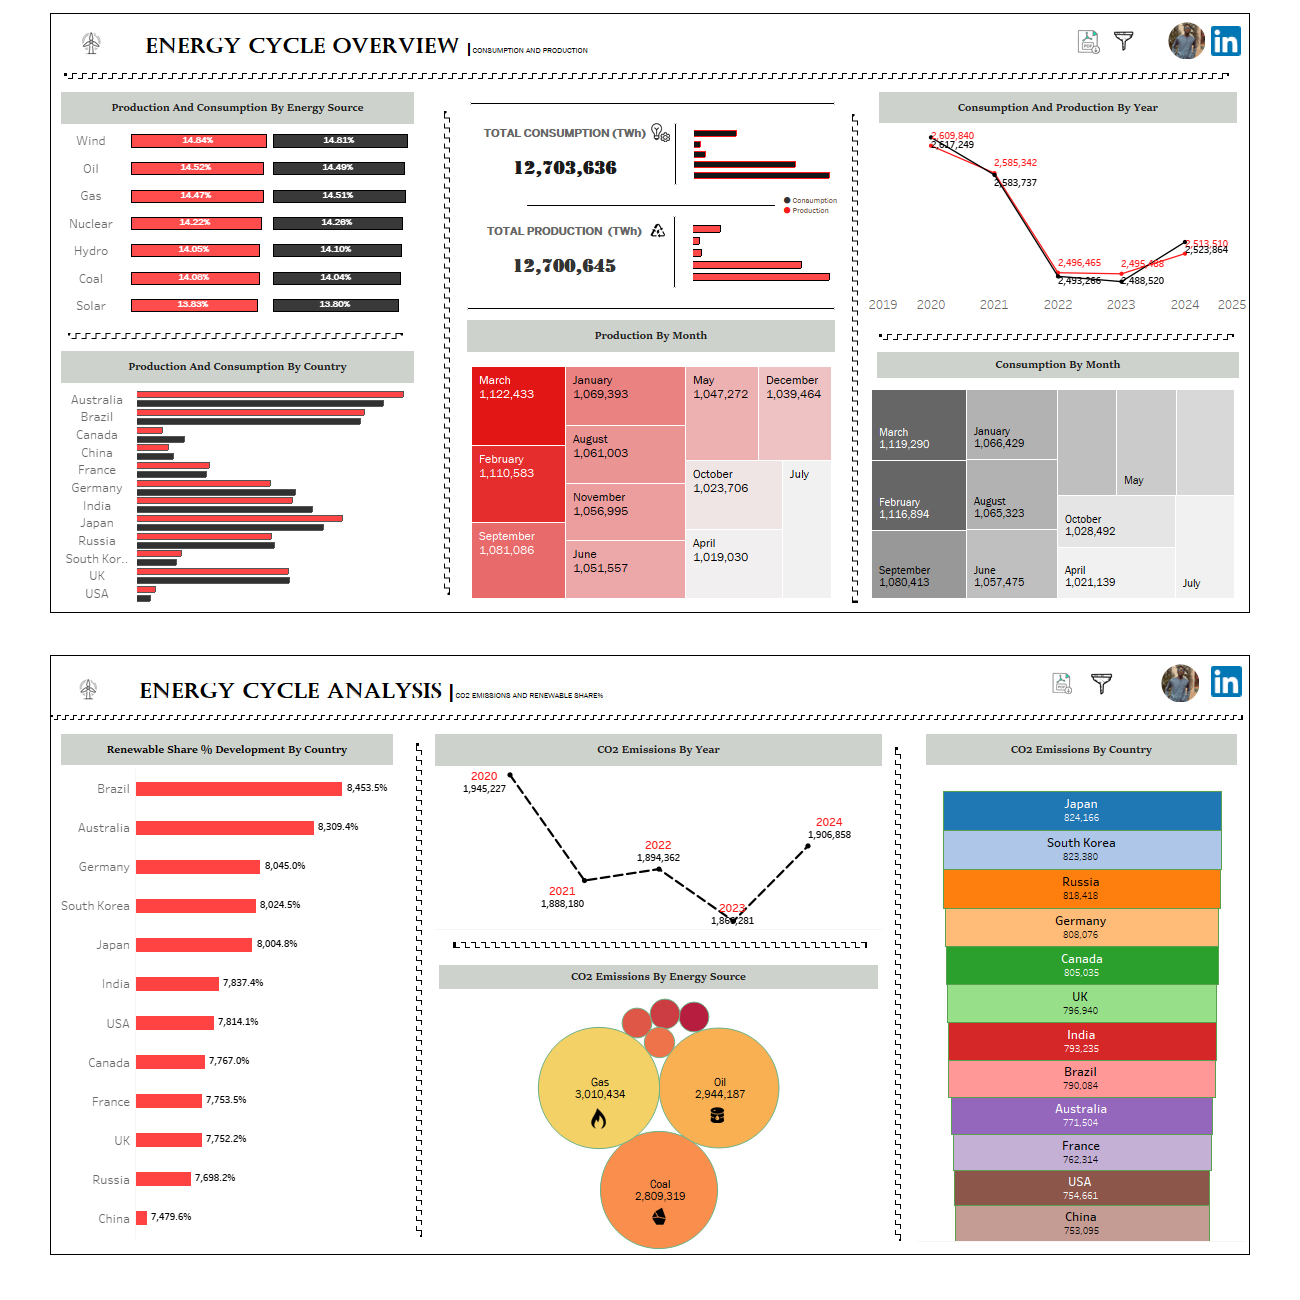 ENERGY CYCLE OVERVIEW | CONSUMPTION AND PRODUCTION
PDF
in
Production And Consumption By Energy Source
Wind 14.84% 14.81%
Oil 14.52% 14.49%
Gas 14.47% 14.51%
Nuclear 14.22% 14.26%
Hydro 14.05% 14.10%
Coal 14.08% 14.04%
Solar 13.83% 13.80%
Production And Consumption By Country
Australia
Brazil
Canada
China
France
Germany
India
Japan
Russia
South Kor..
UK
USA
TOTAL CONSUMPTION (TWh)
12,703,636
Consumption
Production
TOTAL PRODUCTION (TWh)
12,700,645
Production By Month
March
1,122,433
February
1,110,583
September
1,081,086
January
1,069,393
August
1,061,003
November
1,056,995
June
1,051,557
May
1,047,272
December
1,039,464
October
1,023,706
April
1,019,030
July
Consumption And Production By Year
2,609,840
2,617,249
2,585,342
2,583,737
2,496,465
2,493,266
2,488,520
2,513,510
2,523,864
2019 2020 2021 2022 2023 2024 2025
Consumption By Month
March
1,119,290
February
1,116,894
September
1,080,413
January
1,066,429
August
1,065,323
June
1,057,475
May
October
1,028,492
April
1,021,139
July
ENERGY CYCLE ANALYSIS | CO2 EMISSIONS AND RENEWABLE SHARE%
PDF
in
Renewable Share % Development By Country
Brazil 8,453.5%
Australia 8,309.4%
Germany 8,045.0%
South Korea 8,024.5%
Japan 8,004.8%
India 7,837.4%
USA 7,814.1%
Canada 7,767.0%
France 7,753.5%
UK 7,752.2%
Russia 7,698.2%
China 7,479.6%
CO2 Emissions By Year
2020
1,945,227
2021
1,888,180
2022
1,894,362
2023
2024
1,906,858
CO2 Emissions By Energy Source
Gas
3,010,434
Oil
2,944,187
Coal
2,809,319
CO2 Emissions By Country
Japan
824,166
South Korea
823,380
Russia
818,418
Germany
808,076
Canada
805,035
UK
796,940
India
793,235
Brazil
790,084
Australia
771,504
France
762,314
USA
754,661
China
753,095